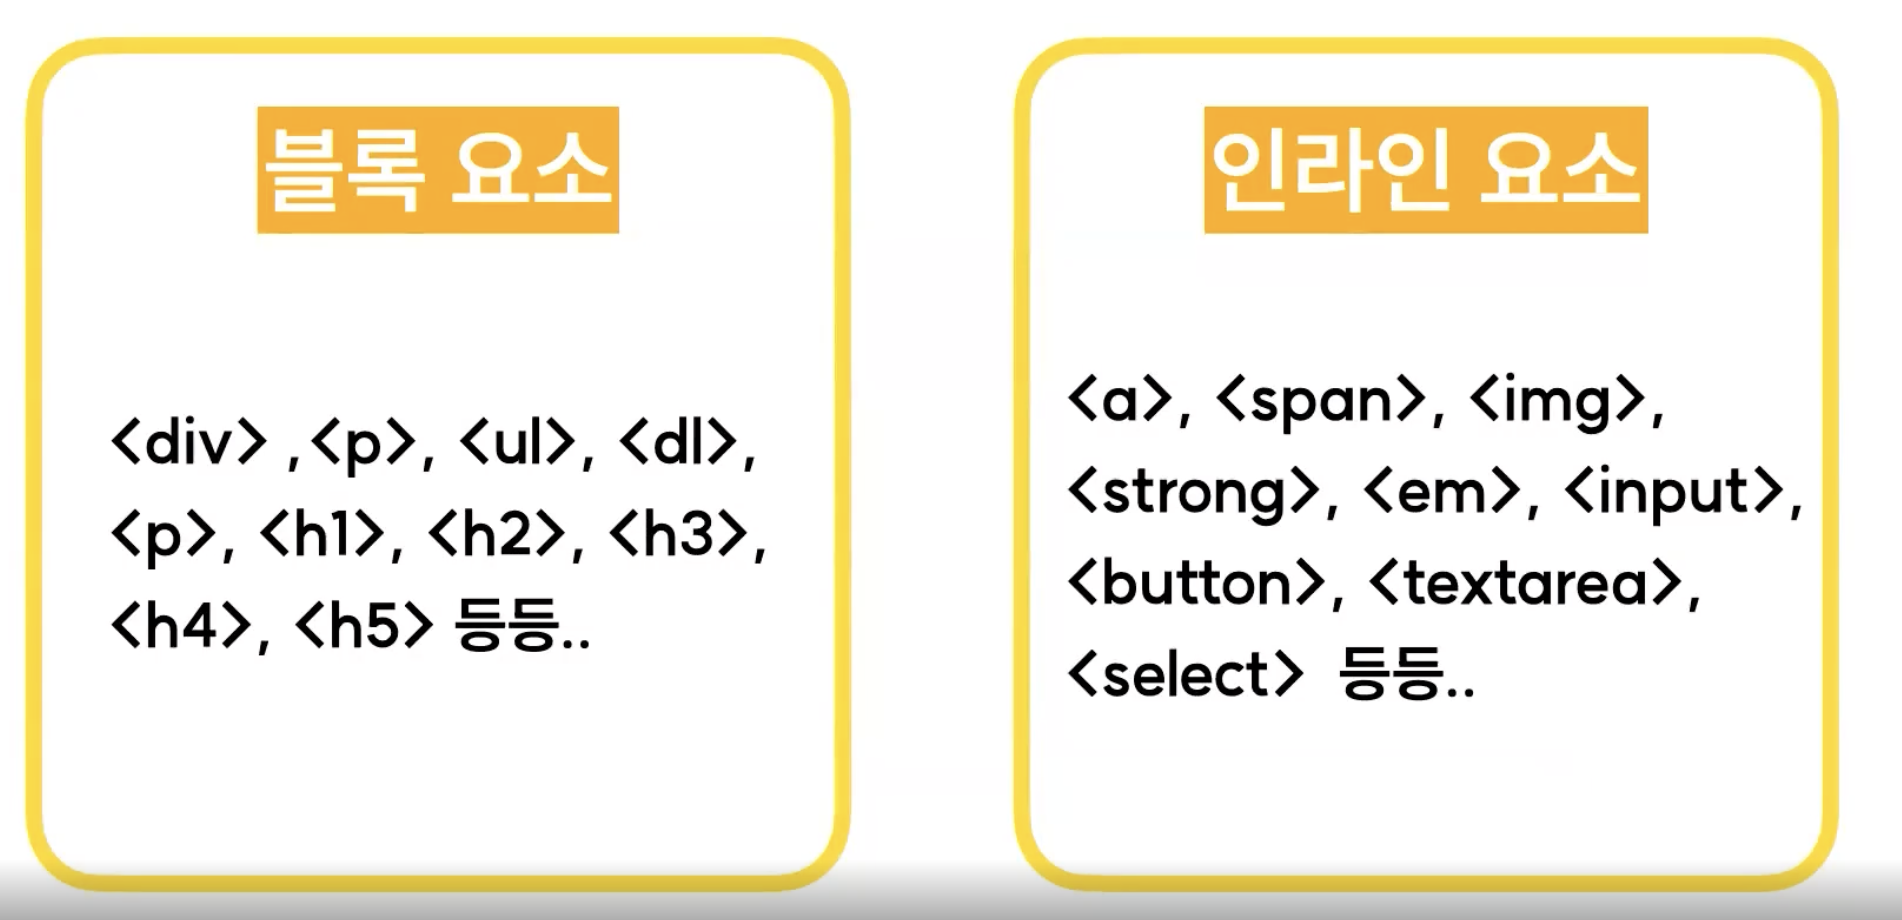 블록 요소
<div> ,<p>, <ul>, <dl>,
<p>, <h1>, <h2>, <h3>,
<h4>, <h5> 등등..
인라인 요소
<a>, <span>, <img>,
<strong>, <em>, <input>,
<button>, <textarea>,
<select> 등등..